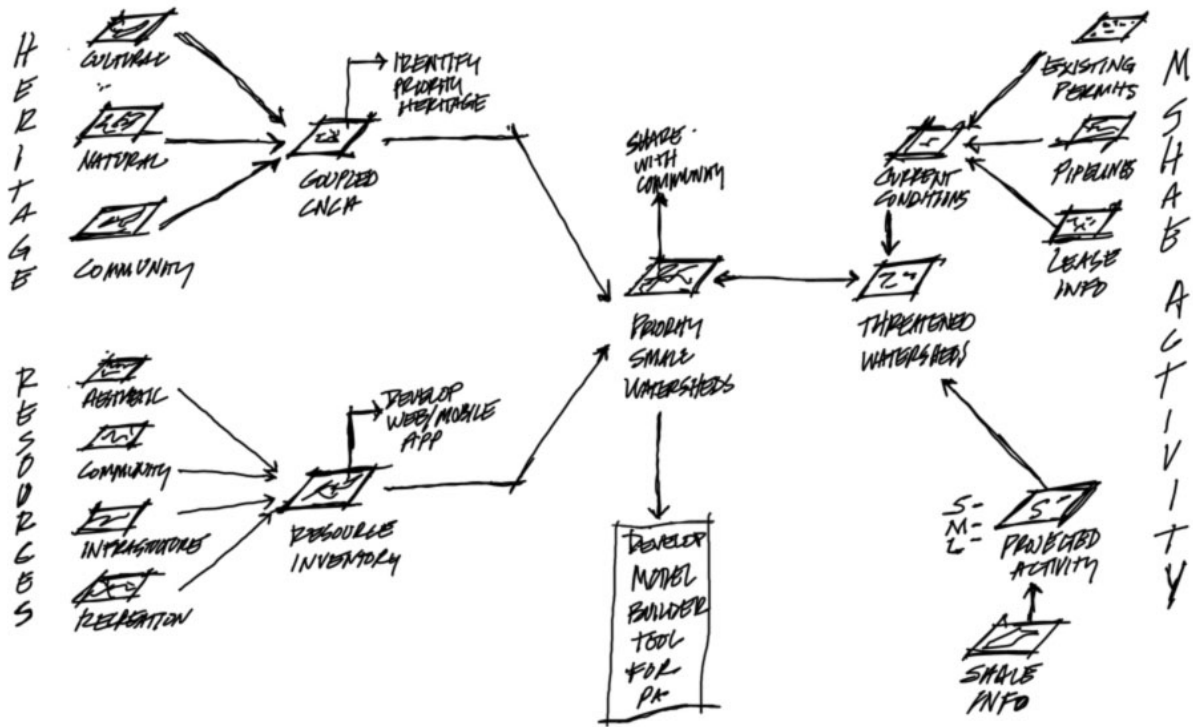 HERITAGE
CULTURAL
NATURAL
COMMUNITY
COUPLED
CNCH
IDENTIFY
PRIORITY
HERITAGE
RESOURCES
AESTHETIC
COMMUNITY
INFRASTUTURE
RECREATION
RESOURCE
INVENTORY
DEVELOP
WEB/MOBILE
APP
SHARE
WITH
COMMUNITY
PRIORITY
SMALL
WATERSHEDS
DEVELOP
MODEL
BUILDER
TOOL
FOR
PA
THREATENED
WATERSHEDS
CURRENT
CONDITIONS
EXISTING
PERMITS
PIPELINES
LEASE
INFO
S-
M-
L-
PROJECTED
ACTIVITY
SHALE
INFO
MSHALE ACTIVITY